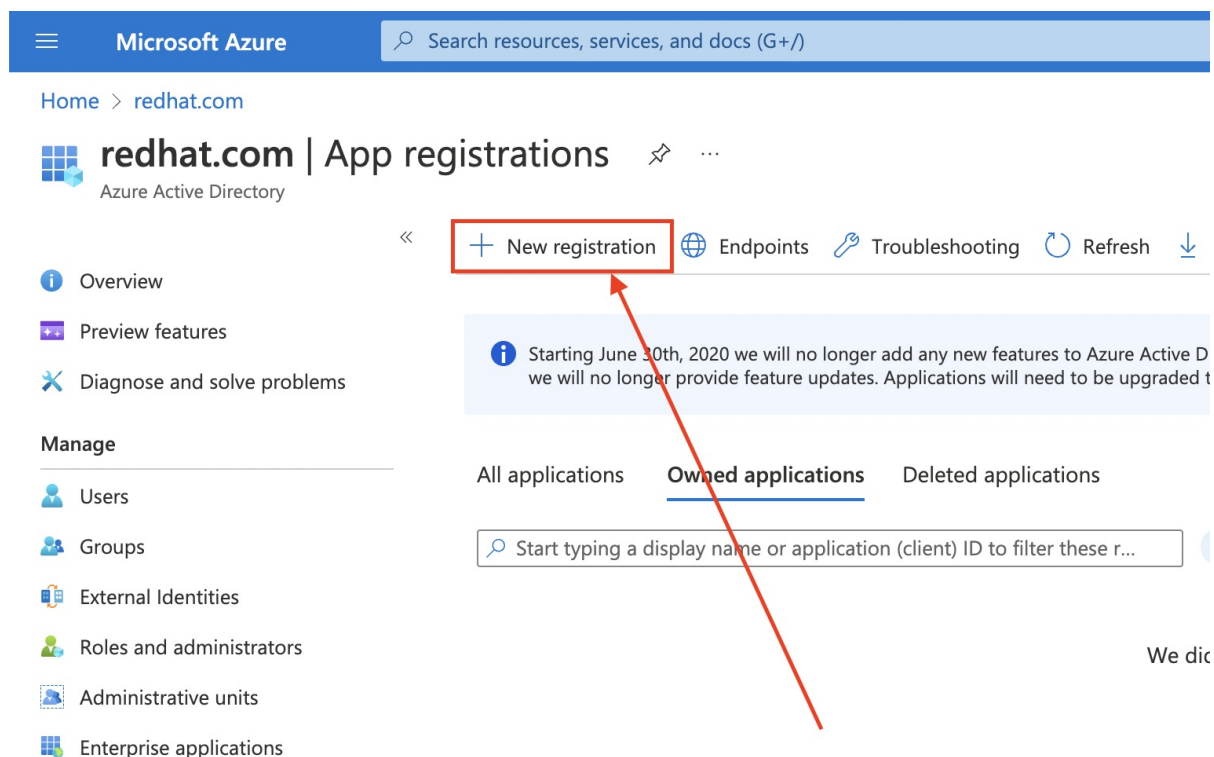 Microsoft Azure
Search resources, services, and docs (G+/)
Home > redhat.com
redhat.com | App registrations
Azure Active Directory
New registration
Endpoints
Troubleshooting
Refresh
Overview
Preview features
Diagnose and solve problems
Starting June 30th, 2020 we will no longer add any new features to Azure Active D
we will no longer provide feature updates. Applications will need to be upgraded t
Manage
Users
Groups
External Identities
Roles and administrators
Administrative units
Enterprise applications
All applications
Owned applications
Deleted applications
Start typing a display name or application (client) ID to filter these r...
We did